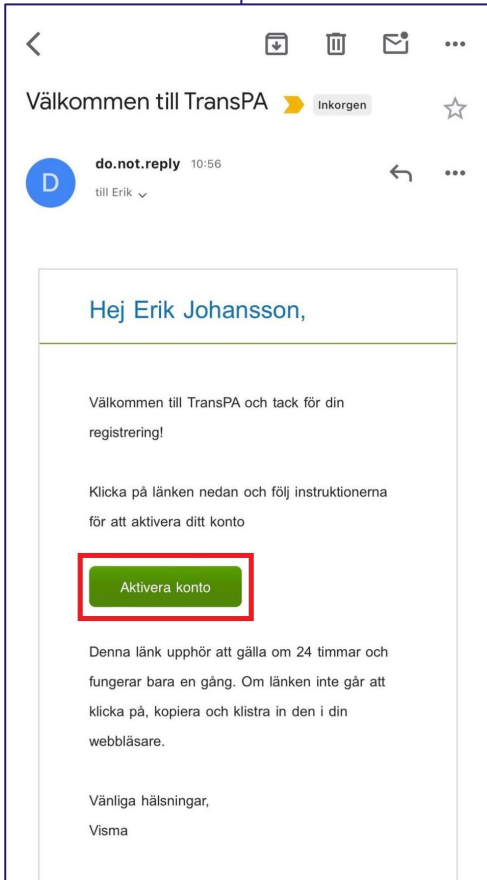 Välkommen till TransPA
Inkorgen
D
do.not.reply 10:56
till Erik
Hej Erik Johansson,
Välkommen till TransPA och tack för din
registrering!
Klicka på länken nedan och följ instruktionerna
för att aktivera ditt konto
Aktivera konto
Denna länk upphör att gälla om 24 timmar och
fungerar bara en gång. Om länken inte går att
klicka på, kopiera och klistra in den i din
webbläsare.
Vänliga hälsningar,
Visma